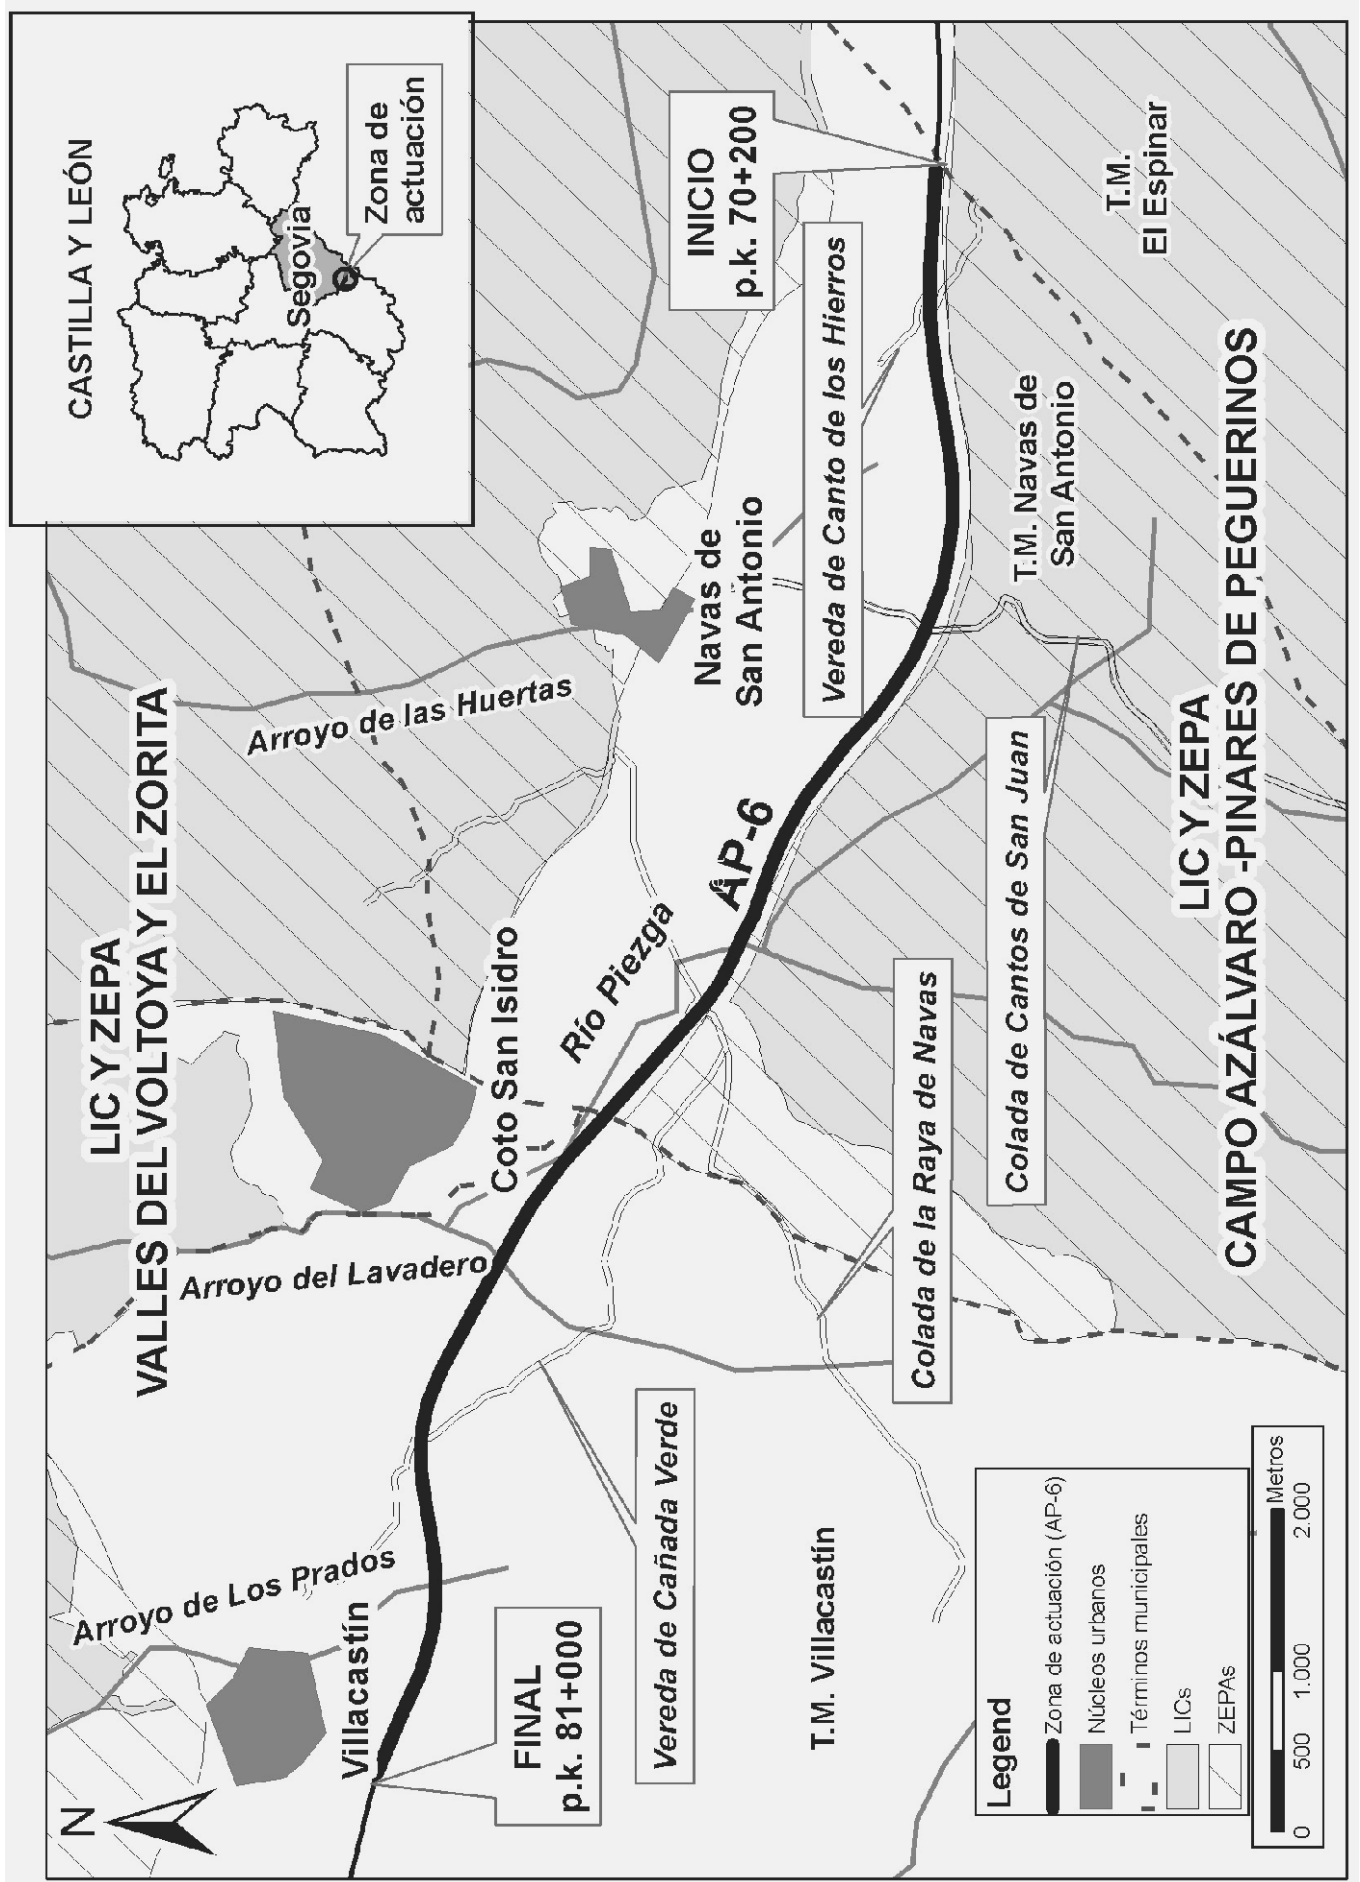 N
CASTILLA Y LEÓN
Segovia
Zona de
actuación
LIC Y ZEPA
VALLES DEL VOLTOYA Y EL ZORITA
Arroyo de Los Prados
Villacastín
FINAL
p.k. 81+000
Arroyo del Lavadero
Arroyo de las Huertas
Coto San Isidro
Río Piezga
AP-6
Navas de
San Antonio
INICIO
p.k. 70+200
Vereda de Canto de los Hierros
Vereda de Cañada Verde
T.M. Villacastín
Colada de la Raya de Navas
Colada de Cantos de San Juan
T.M. Navas de
San Antonio
T.M.
El Espinar
LIC Y ZEPA
CAMPO AZÁLVARO -PINARES DE PEGUERINOS
Legend
Zona de actuación (AP-6)
Núcleos urbanos
Términos municipales
LICs
ZEPAs
Metros
0 500 1.000 2.000